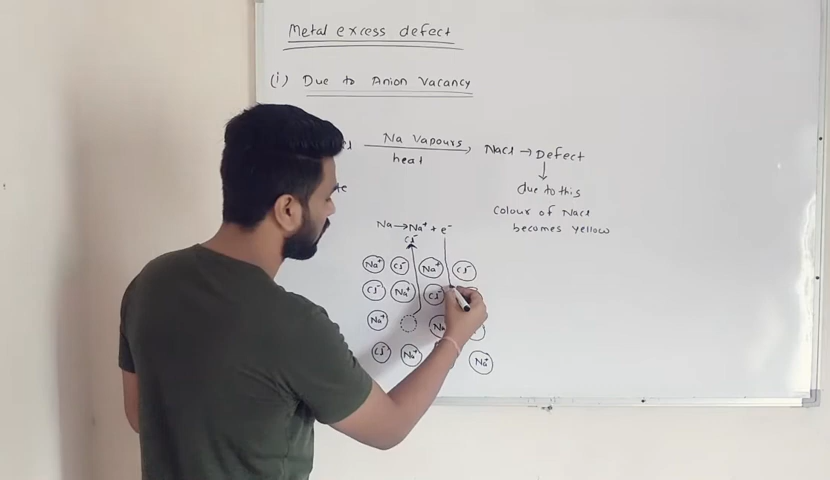 Metal excess defect
(i) Due to Anion Vacancy
Na Vapours
heat
NaCl → Defect
due to this
colour of NaCl
becomes yellow
Na → Na⁺ + e⁻
Cl⁻
Na⁺ Cl⁻ Na⁺ Cl⁻
Cl⁻ Na⁺ Cl⁻
Na⁺ Na
Cl⁻ Na⁺ Na⁺